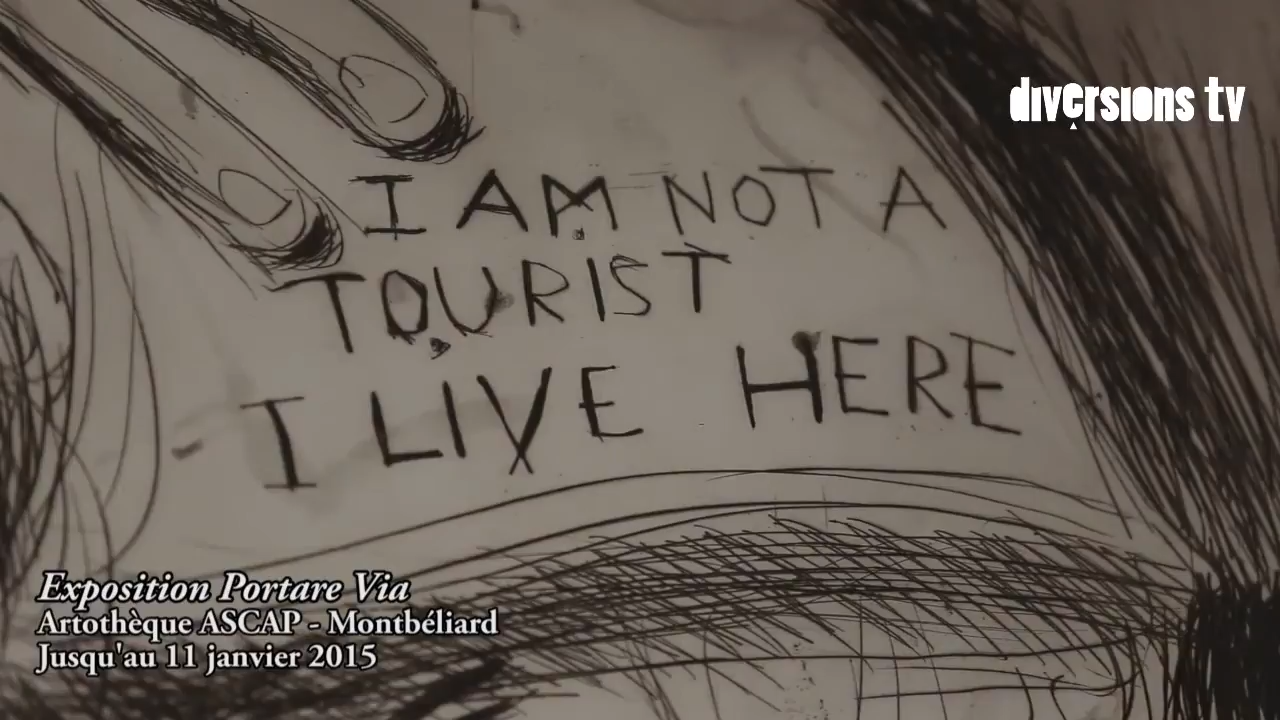 diversions tv
I AM NOT A
TOURIST
I LIVE HERE
Exposition Portare Via
Artothèque ASCAP - Montbéliard
Jusqu'au 11 janvier 2015